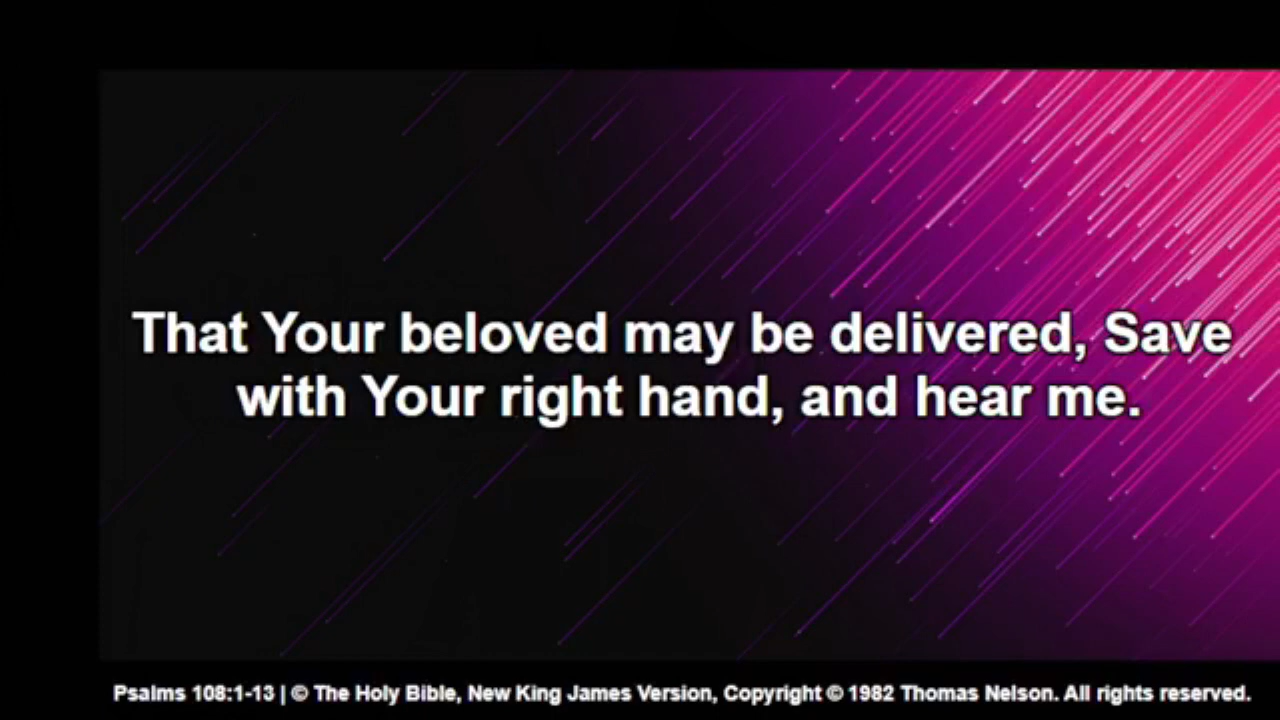 That Your beloved may be delivered, Save
with Your right hand, and hear me.
Psalms 108:1-13 | © The Holy Bible, New King James Version, Copyright © 1982 Thomas Nelson. All rights reserved.